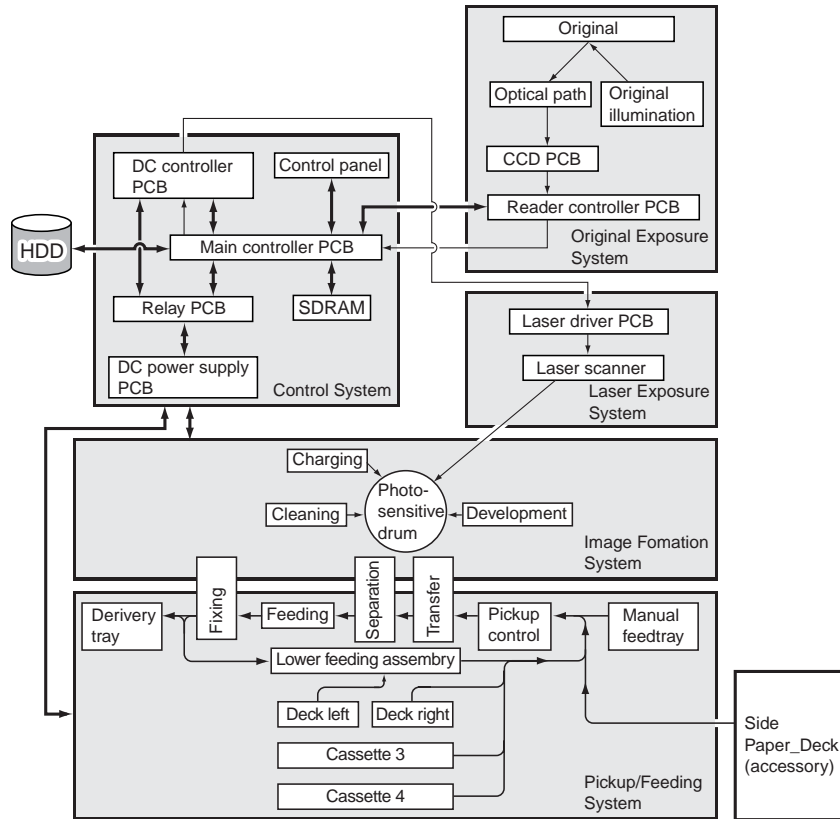 Original
Optical path
Original
illumination
CCD PCB
Reader controller PCB
Original Exposure
System
DC controller
PCB
Control panel
HDD
Main controller PCB
Relay PCB
SDRAM
DC power supply
PCB
Control System
Laser driver PCB
Laser scanner
Laser Exposure
System
Charging
Cleaning
Photo-
sensitive
drum
Development
Image Fomation
System
Derivery
tray
Fixing
Feeding
Separation
Transfer
Pickup
control
Manual
feedtray
Lower feeding assembry
Deck left
Deck right
Cassette 3
Cassette 4
Pickup/Feeding
System
Side
Paper_Deck
(accessory)